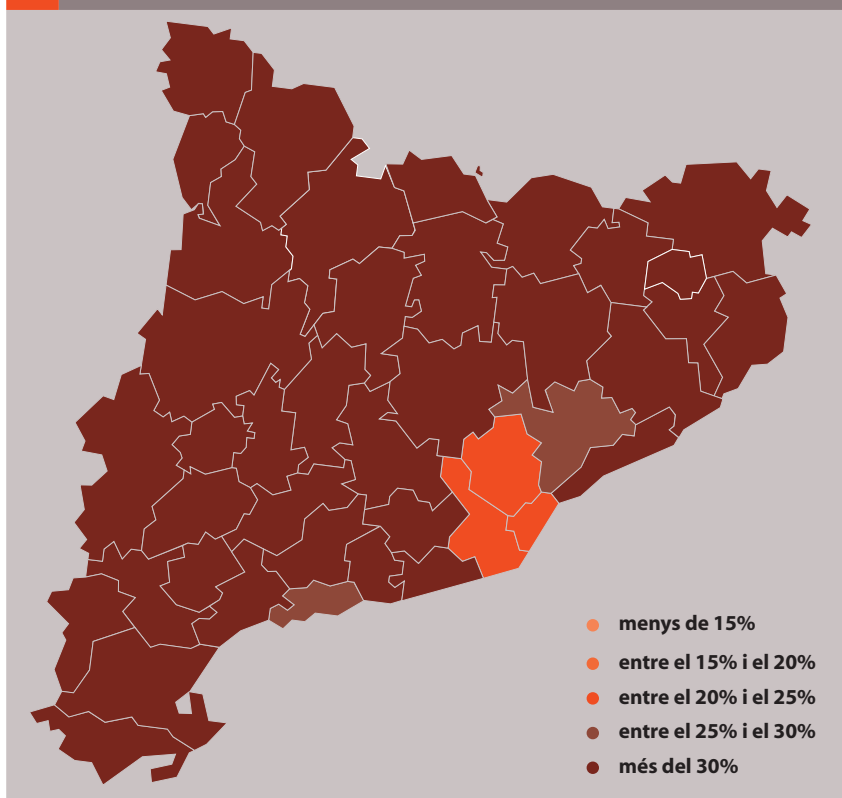 menys de 15%
entre el 15% i el 20%
entre el 20% i el 25%
entre el 25% i el 30%
més del 30%